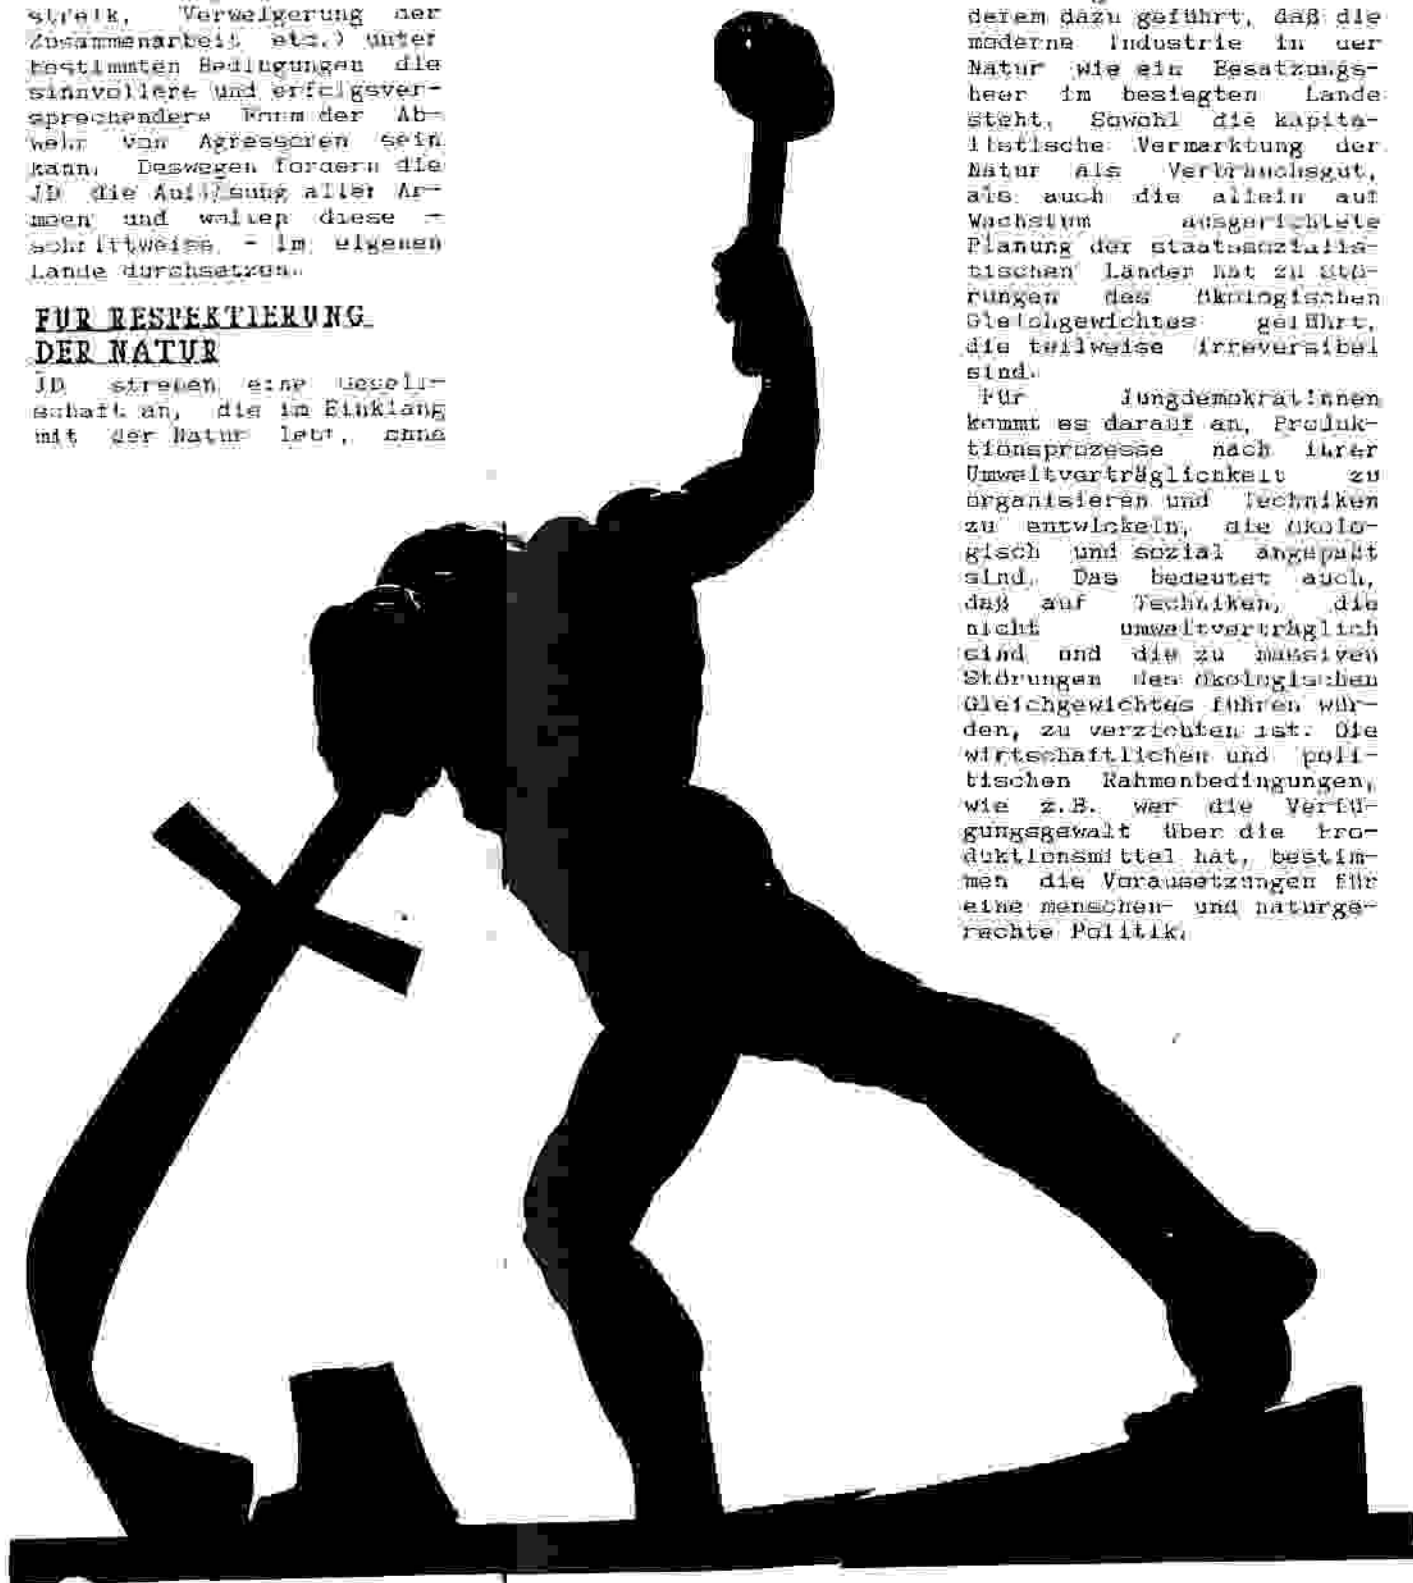 streik, Verweigerung der
Zusammenarbeit etc.) unter
bestimmten Bedingungen die
sinnvollere und erfolgsver-
sprechendere Form der Ab-
wehr von Agressoren sein
kann. Deswegen fordern die
JD die Auflösung aller Ar-
meen und wollen diese -
schrittweise - im eigenen
Lande durchsetzen.
FÜR RESPEKTIERUNG
DER NATUR
JD streben eine Gesell-
schaft an, die im Einklang
mit der Natur lebt, ohne
derem dazu geführt, daß die
moderne Industrie in der
Natur wie ein Besatzungs-
heer im besiegten Lande
steht. Sowohl die kapita-
listische Vermarktung der
Natur als Verbrauchsgut,
als auch die allein auf
Wachstum ausgerichtete
Planung der staatssozialis-
tischen Länder hat zu Stö-
rungen des ökologischen
Gleichgewichtes geführt,
die teilweise irreversibel
sind.
Für Jungdemokrat!nnen
kommt es darauf an, Produk-
tionsprozesse nach ihrer
Umweltverträglichkeit zu
organisieren und Techniken
zu entwickeln, die ökolo-
gisch und sozial angepaßt
sind. Das bedeutet auch,
daß auf Techniken, die
nicht umweltverträglich
sind und die zu massiven
Störungen des ökologischen
Gleichgewichtes führen wür-
den, zu verzichten ist. Die
wirtschaftlichen und poli-
tischen Rahmenbedingungen,
wie z.B. wer die Verfü-
gungsgewalt über die Pro-
duktionsmittel hat, bestim-
men die Vorausetzungen für
eine menschen- und naturge-
rechte Politik.